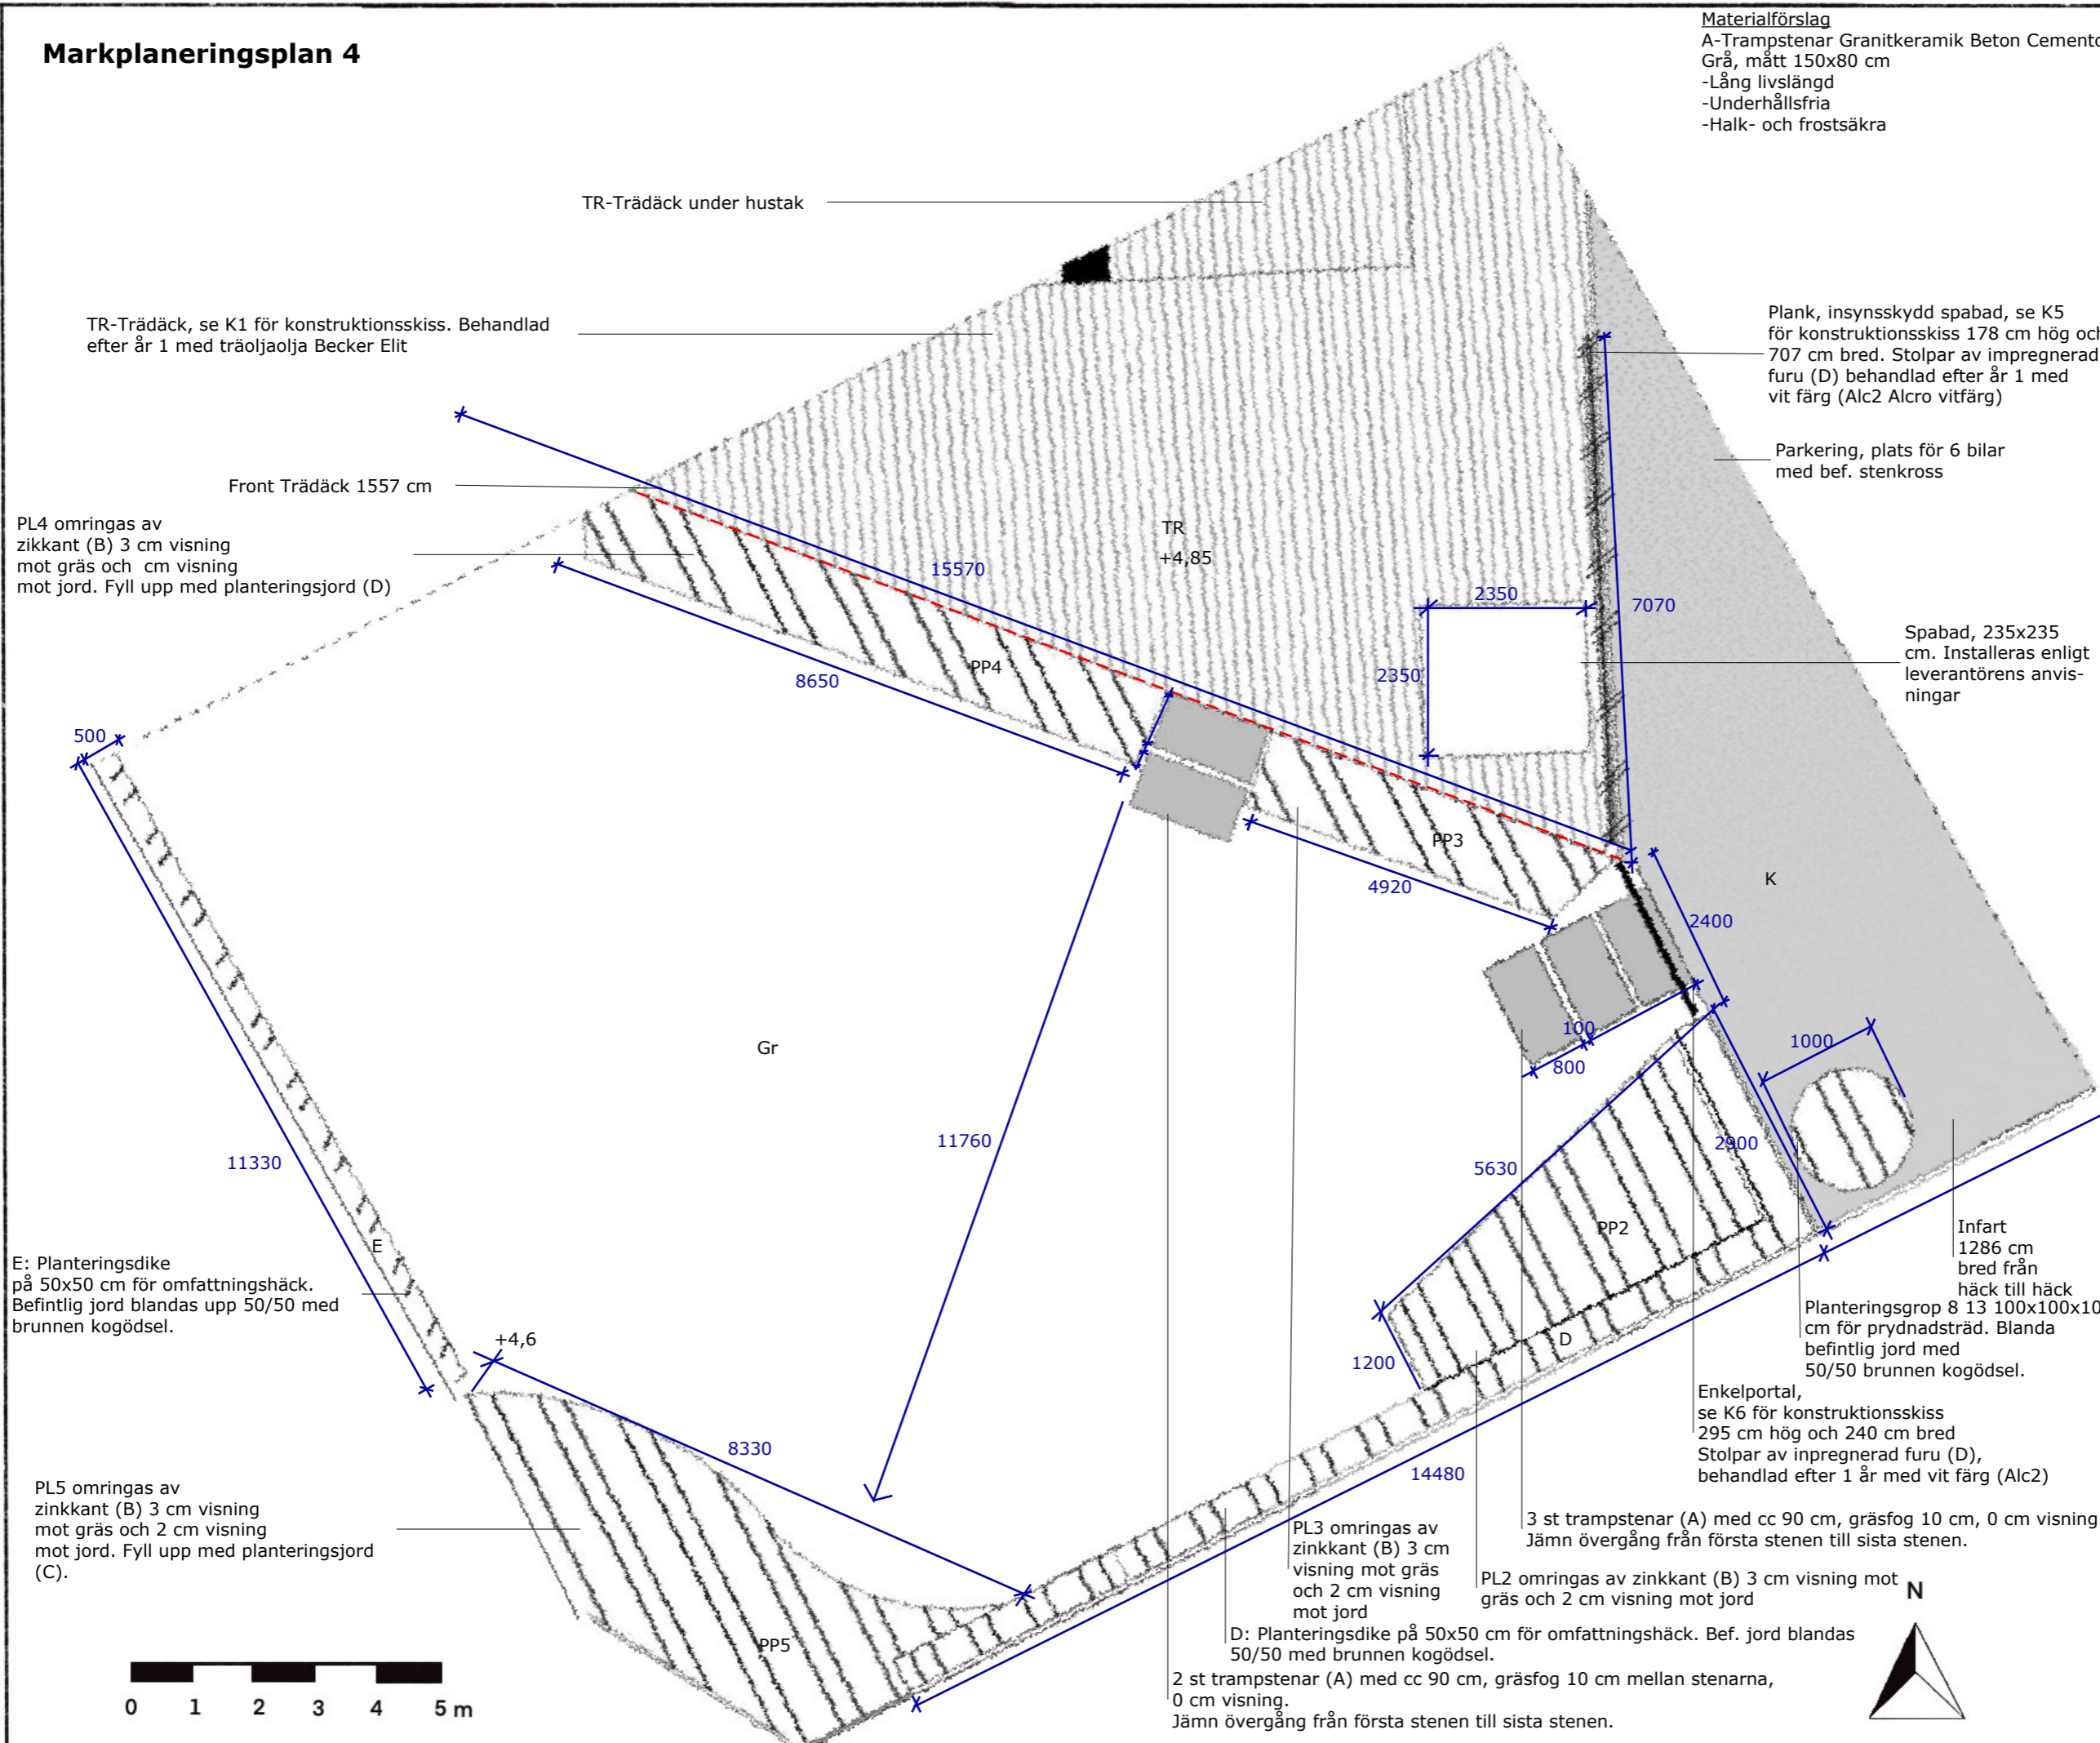 Markplaneringsplan 4
Materialförslag
A-Trampstenar Granitkeramik Beton Cemento
Grå, mått 150x80 cm
-Lång livslängd
-Underhållsfria
-Halk- och frostsäkra
TR-Trädäck under hustak
TR-Trädäck, se K1 för konstruktionsskiss. Behandlad
efter år 1 med träoljaolja Becker Elit
Plank, insynsskydd spabad, se K5
för konstruktionsskiss 178 cm hög och
707 cm bred. Stolpar av impregnerad
furu (D) behandlad efter år 1 med
vit färg (Alc2 Alcro vitfärg)
Parkering, plats för 6 bilar
med bef. stenkross
Front Trädäck 1557 cm
PL4 omringas av
zikkant (B) 3 cm visning
mot gräs och  cm visning
mot jord. Fyll upp med planteringsjord (D)
TR
+4,85
15570
2350
7070
2350
Spabad, 235x235
cm. Installeras enligt
leverantörens anvis-
ningar
PP4
8650
500
PP3
4920
K
2400
100
800
1000
Gr
11760
11330
5630
2900
PP2
E
E: Planteringsdike
på 50x50 cm för omfattningshäck.
Befintlig jord blandas upp 50/50 med
brunnen kogödsel.
+4,6
1200
D
Infart
1286 cm
bred från
häck till häck
Planteringsgrop 8 13 100x100x10
cm för prydnadsträd. Blanda
befintlig jord med
50/50 brunnen kogödsel.
Enkelportal,
se K6 för konstruktionsskiss
295 cm hög och 240 cm bred
Stolpar av inpregnerad furu (D),
behandlad efter 1 år med vit färg (Alc2)
8330
14480
PL5 omringas av
zinkkant (B) 3 cm visning
mot gräs och 2 cm visning
mot jord. Fyll upp med planteringsjord
(C).
3 st trampstenar (A) med cc 90 cm, gräsfog 10 cm, 0 cm visning
Jämn övergång från första stenen till sista stenen.
PL3 omringas av
zinkkant (B) 3 cm
visning mot gräs
och 2 cm visning
mot jord
PL2 omringas av zinkkant (B) 3 cm visning mot
gräs och 2 cm visning mot jord
N
D: Planteringsdike på 50x50 cm för omfattningshäck. Bef. jord blandas
50/50 med brunnen kogödsel.
PP5
2 st trampstenar (A) med cc 90 cm, gräsfog 10 cm mellan stenarna,
0 cm visning.
Jämn övergång från första stenen till sista stenen.
0 1 2 3 4 5 m